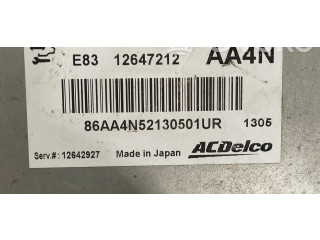 E83 12647212 AA4N
86AA4N52130501UR 1305
Serv.#: 12642927 Made in Japan ACDelco